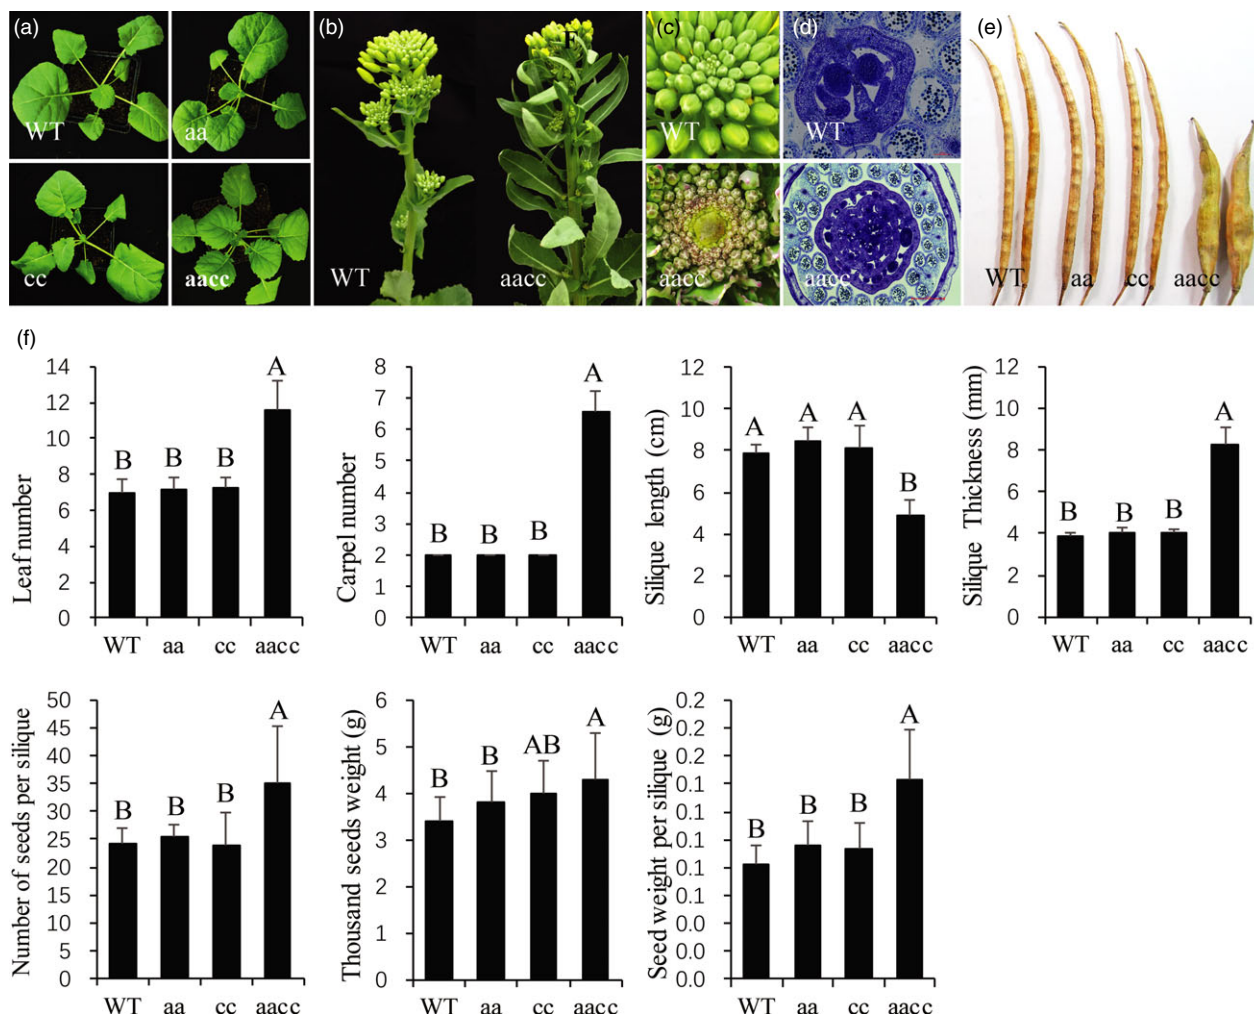 (a) (b) (c) (d) (e)
WT aa F WT WT
cc aacc WT aacc aacc aacc WT aa cc aacc
(f)
Leaf number
14
12
10
8
6
4
2
0
B B B A
WT aa cc aacc
Carpel number
8
7
6
5
4
3
2
1
0
B B B A
WT aa cc aacc
Silique length (cm)
12
10
8
6
4
2
0
A A A B
WT aa cc aacc
Silique Thickness (mm)
12
10
8
6
4
2
0
B B B A
WT aa cc aacc
Number of seeds per silique
50
45
40
35
30
25
20
15
10
5
0
B B B A
WT aa cc aacc
Thousand seeds weight (g)
6
5
4
3
2
1
0
B B AB A
WT aa cc aacc
Seed weight per silique (g)
0.2
0.2
0.2
0.1
0.1
0.1
0.1
0.1
0.0
0.0
0.0
B B B A
WT aa cc aacc